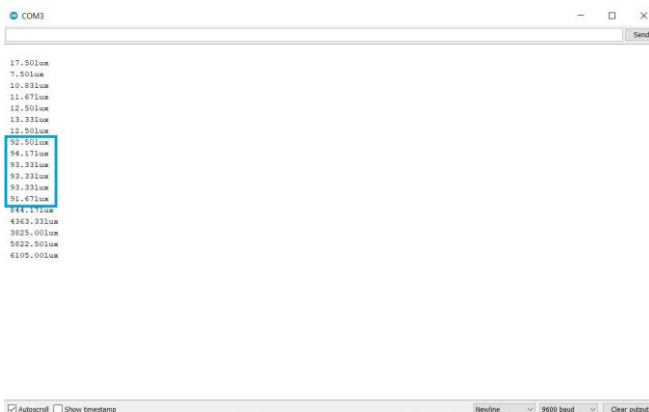 COM3
Send
17.50lux
7.50lux
10.83lux
11.67lux
12.50lux
13.33lux
12.50lux
92.50lux
94.17lux
93.33lux
93.33lux
93.33lux
91.67lux
844.17lux
4363.33lux
3825.00lux
5822.50lux
6105.00lux
Autoscroll Show timestamp Newline 9600 baud Clear output